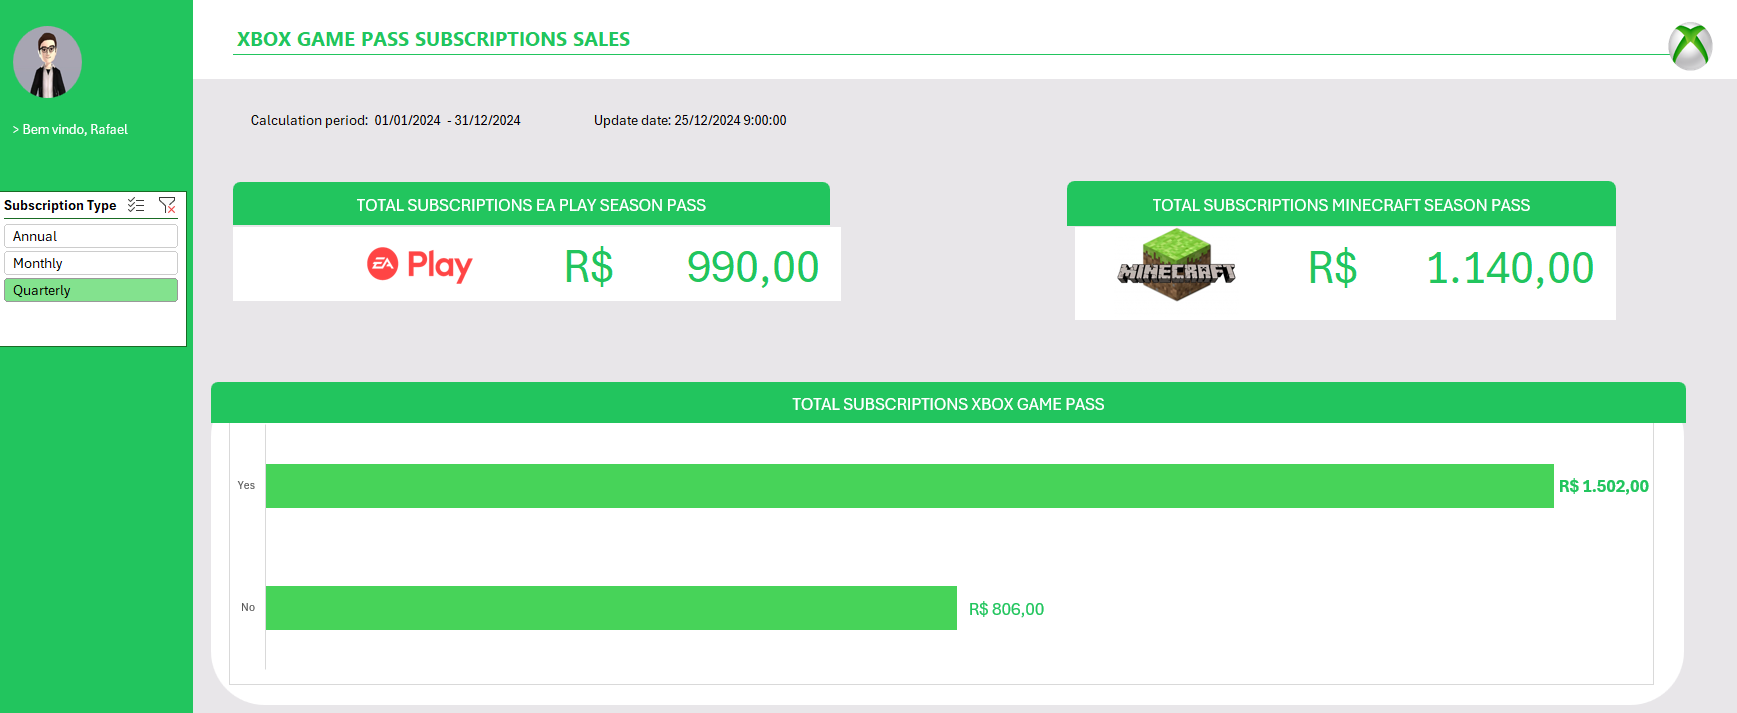 XBOX GAME PASS SUBSCRIPTIONS SALES
> Bem vindo, Rafael
Calculation period: 01/01/2024 - 31/12/2024
Update date: 25/12/2024 9:00:00
Subscription Type
Annual
Monthly
Quarterly
TOTAL SUBSCRIPTIONS EA PLAY SEASON PASS
EA Play R$ 990,00
TOTAL SUBSCRIPTIONS MINECRAFT SEASON PASS
MINECRAFT R$ 1.140,00
TOTAL SUBSCRIPTIONS XBOX GAME PASS
Yes R$ 1.502,00
No R$ 806,00